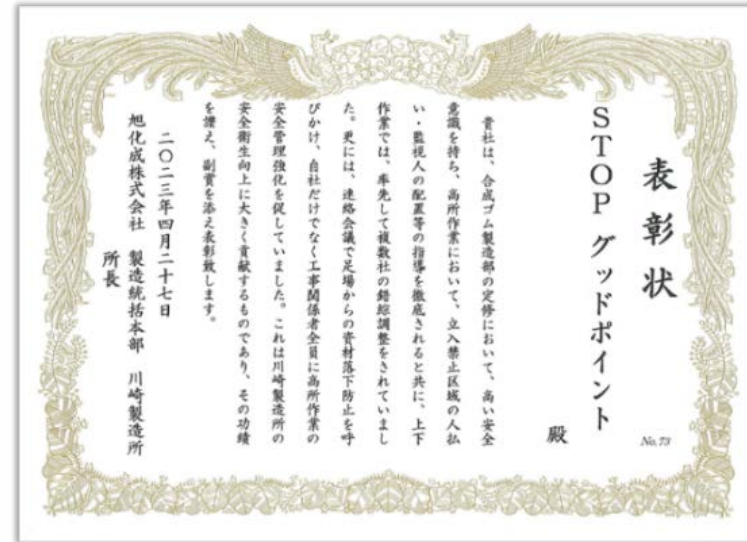 表彰状
STOP グッドポイント
No.73
殿
貴社は、合成ゴム製造部の定修において、高い安全
意識を持ち、高所作業において、立入禁止区域の人払
い・監視人の配置等の指導を徹底されると共に、上下
作業では、率先して複数社の錯綜調整をされていまし
た。更には、連絡会議で足場からの資材落下防止を呼
びかけ、自社だけでなく工事関係者全員に高所作業の
安全管理強化を促していました。これは川崎製造所の
安全衛生向上に大きく貢献するものであり、その功績
を讃え、副賞を添え表彰致します。
二〇二三年四月二十七日
旭化成株式会社 製造統括本部 川崎製造所
所長